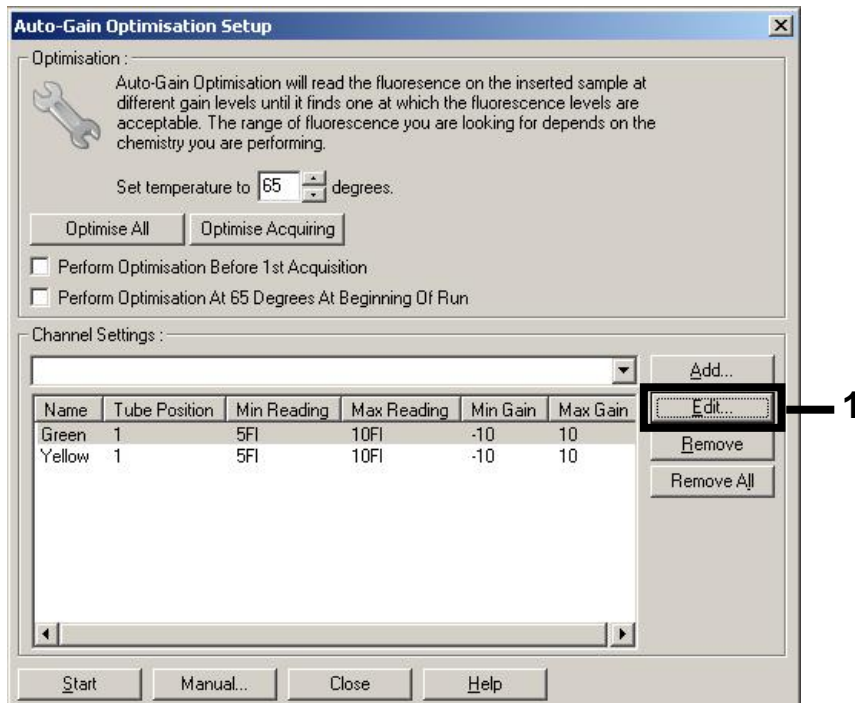 Auto-Gain Optimisation Setup
Optimisation :
Auto-Gain Optimisation will read the fluoresence on the inserted sample at
different gain levels until it finds one at which the fluorescence levels are
acceptable. The range of fluorescence you are looking for depends on the
chemistry you are performing.
Set temperature to 65 degrees.
Optimise All Optimise Acquiring
Perform Optimisation Before 1st Acquisition
Perform Optimisation At 65 Degrees At Beginning Of Run
Channel Settings :
Add...
Name Tube Position Min Reading Max Reading Min Gain Max Gain Edit... 1
Green 1 5Fl 10Fl -10 10
Remove
Yellow 1 5Fl 10Fl -10 10
Remove All
Start Manual... Close Help